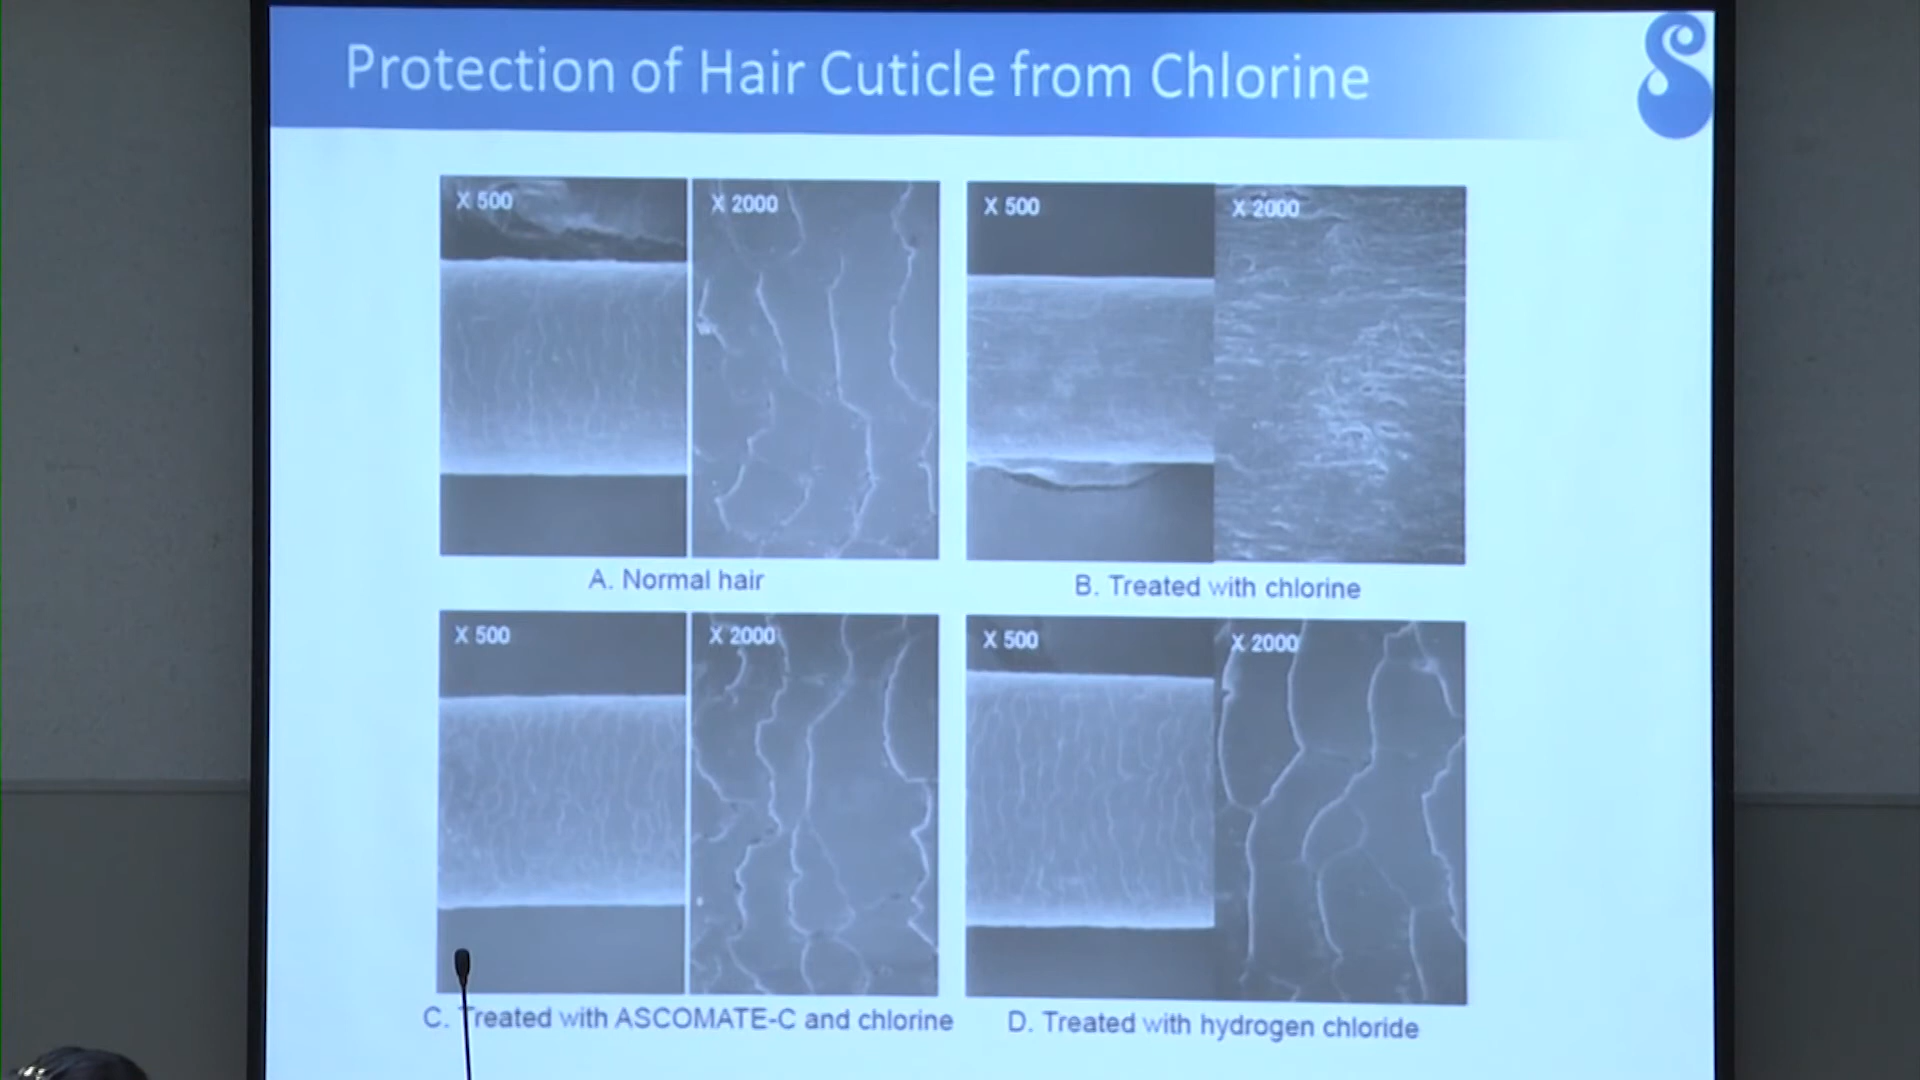 Protection of Hair Cuticle from Chlorine
X 500
X 2000
X 500
X 2000
A. Normal hair
B. Treated with chlorine
X 500
X 2000
X 500
X 2000
C. Treated with ASCOMATE-C and chlorine
D. Treated with hydrogen chloride